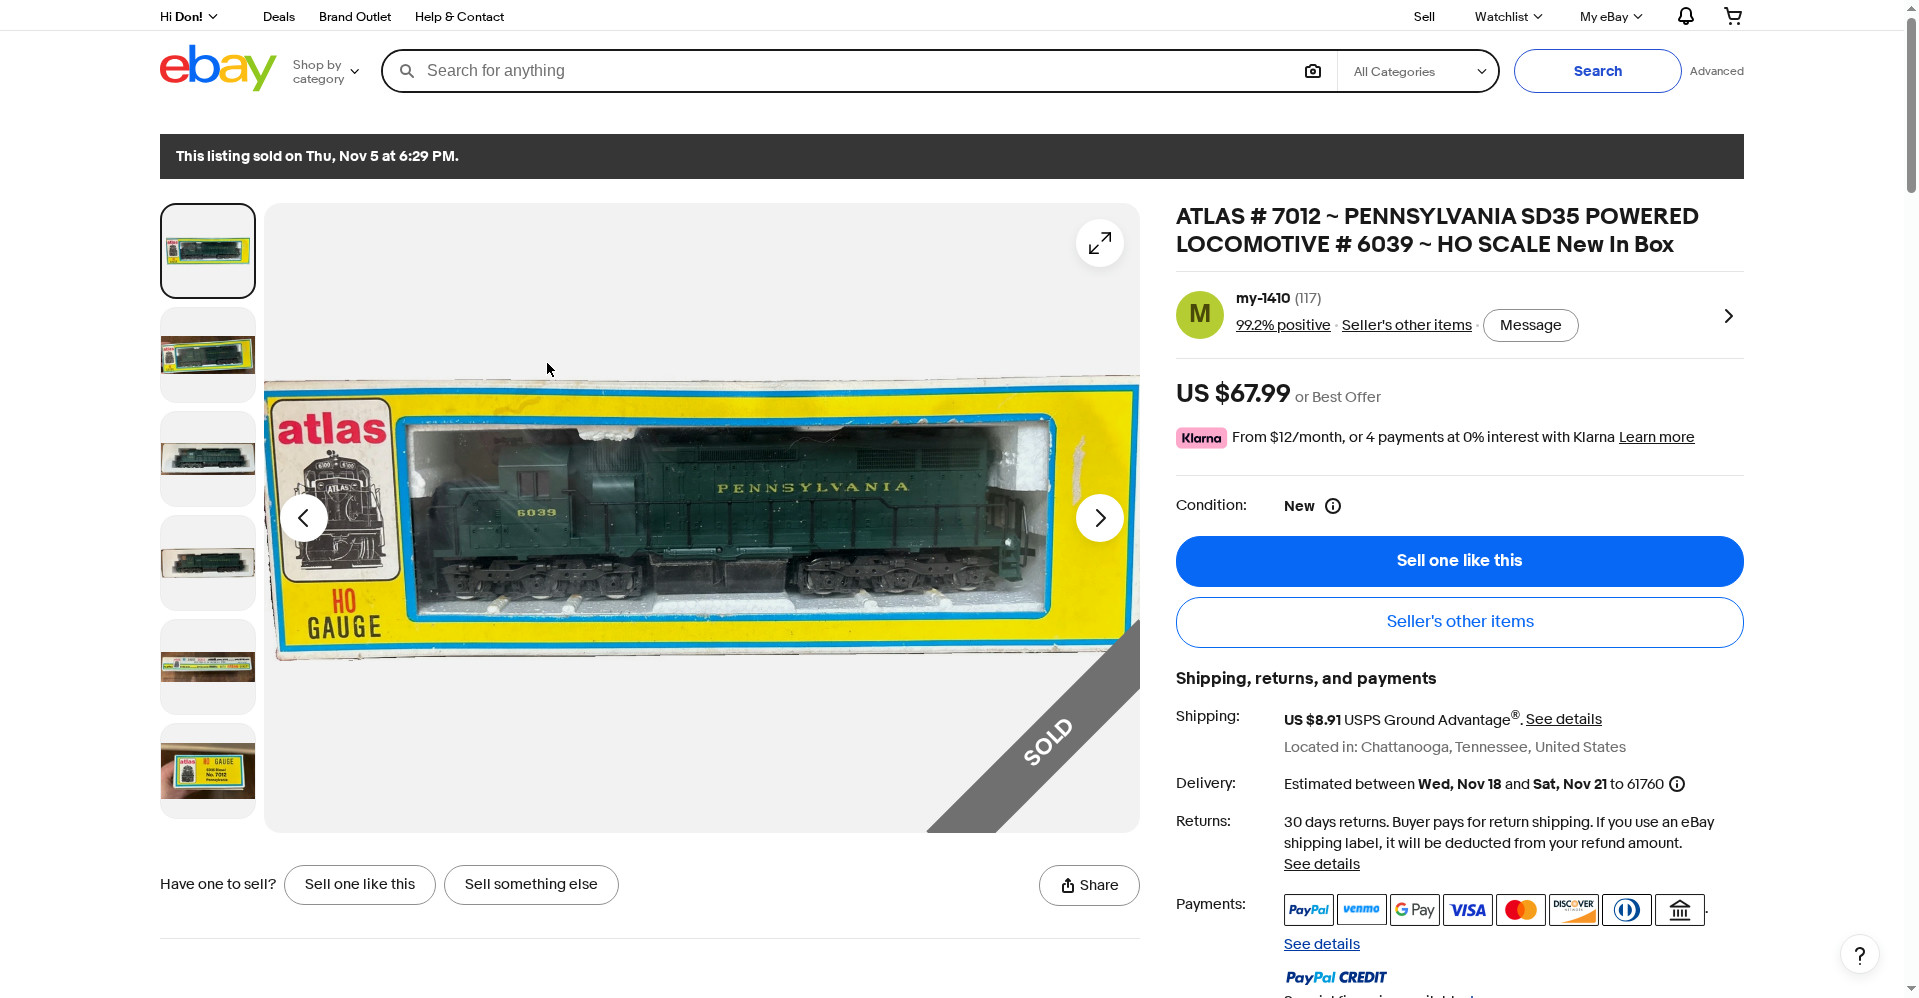 Hi Don!
Deals
Brand Outlet
Help & Contact
Sell
Watchlist
My eBay
ebay
Shop by
category
Search for anything
All Categories
Search
Advanced
This listing sold on Thu, Nov 5 at 6:29 PM.
atlas
ATLAS
PENNSYLVANIA
6039
HO
GAUGE
SOLD
Have one to sell?
Sell one like this
Sell something else
Share
ATLAS # 7012 ~ PENNSYLVANIA SD35 POWERED
LOCOMOTIVE # 6039 ~ HO SCALE New In Box
M
my-1410 (117)
99.2% positive · Seller's other items · Message
US $67.99 or Best Offer
Klarna From $12/month, or 4 payments at 0% interest with Klarna Learn more
Condition: New
Sell one like this
Seller's other items
Shipping, returns, and payments
Shipping: US $8.91 USPS Ground Advantage®. See details
Located in: Chattanooga, Tennessee, United States
Delivery: Estimated between Wed, Nov 18 and Sat, Nov 21 to 61760
Returns: 30 days returns. Buyer pays for return shipping. If you use an eBay
shipping label, it will be deducted from your refund amount.
See details
Payments: PayPal venmo G Pay VISA DISCOVER
See details
PayPal CREDIT
?